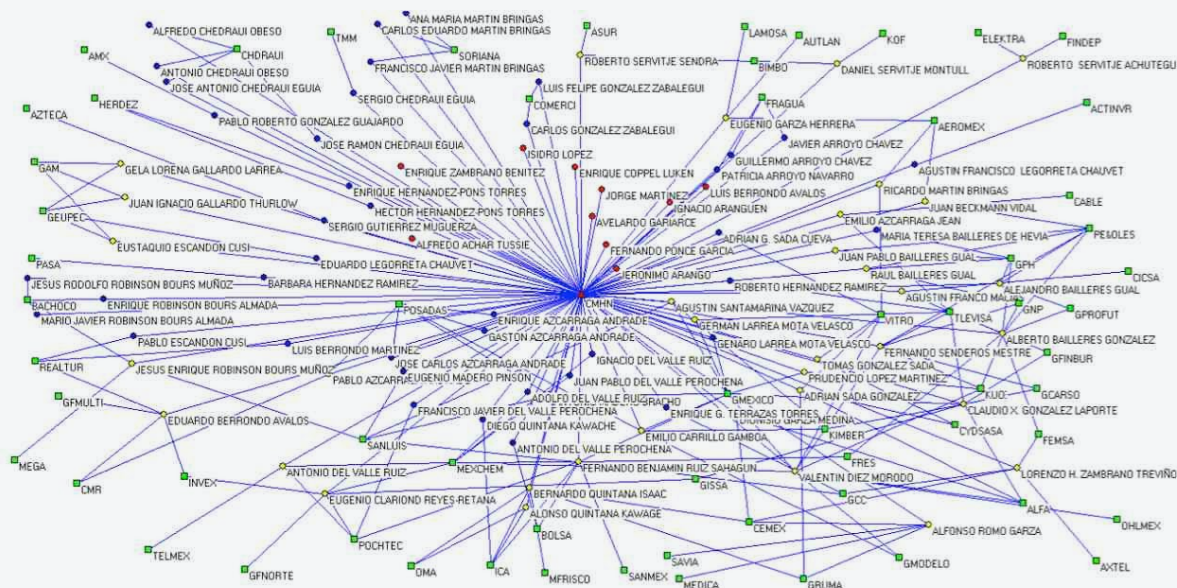 ANA MARIA MARTIN BRINGAS
ALFREDO CHEDRAUI OBESO
CARLOS EDUARDO MARTIN BRINGAS
TMM
ASUR
LAMOSA
AUTLAN
KOF
ELEKTRA
FINDEP
AMX
CHDRAUI
SORIANA
ROBERTO SERVITJE SENDRA
BIMBO
DANIEL SERVITJE MONTULL
ROBERTO SERVITJE ACHUTEGUI
ANTONIO CHEDRAUI OBESO
FRANCISCO JAVIER MARTIN BRINGAS
JOSE ANTONIO CHEDRAUI EGUIA
LUIS FELIPE GONZALEZ ZABALEGUI
HERDEZ
SERGIO CHEDRAUI EGUIA
COMERCI
FRAGUA
ACTINVR
AZTECA
PABLO ROBERTO GONZALEZ GUAJARDO
CARLOS GONZALEZ ZABALEGUI
EUGENIO GARZA HERRERA
AEROMEX
JOSE RAMON CHEDRAUI EGUIA
ISIDRO LOPEZ
JAVIER ARROYO CHAVEZ
GAM
GELA LORENA GALLARDO LARREA
ENRIQUE ZAMBRANO BENITEZ
ENRIQUE COPPEL LUKEN
GUILLERMO ARROYO CHAVEZ
PATRICIA ARROYO NAVARRO
AGUSTIN FRANCISCO LEGORRETA CHAUVET
ENRIQUE HERNANDEZ-PONS TORRES
JORGE MARTINEZ
LUIS BERRONDO AVALOS
RICARDO MARTIN BRINGAS
CABLE
JUAN IGNACIO GALLARDO THURLOW
HECTOR HERNANDEZ-PONS TORRES
IGNACIO ARANGUEN
JUAN BECKMANN VIDAL
GEUPEC
SERGIO GUTIERREZ MUGUERZA
AVELARDO GARIARCE
EMILIO AZCARRAGA JEAN
EUSTAQUIO ESCANDON CUSI
ALFREDO ACHAR TUSSIE
FERNANDO PONCE GARCIA
ADRIAN G. SADA CUEVA
MARIA TERESA BAILLERES DE HEVIA
PE&OLES
PASA
EDUARDO LEGORRETA CHAUVET
JUAN PABLO BAILLERES GUAL
GPH
JERONIMO ARANGO
RAUL BAILLERES GUAL
CICSA
JESUS RODOLFO ROBINSON BOURS MUÑOZ
BARBARA HERNANDEZ RAMIREZ
ROBERTO HERNANDEZ RAMIREZ
ALEJANDRO BAILLERES GUAL
BACHOCO
ENRIQUE ROBINSON BOURS ALMADA
POSADAS
CMHN
AGUSTIN SANTAMARINA VAZQUEZ
GNP
GPROFUT
MARIO JAVIER ROBINSON BOURS ALMADA
ENRIQUE AZCARRAGA ANDRADE
GERMAN LARREA MOTA VELASCO
VITRO
TLEVISA
PABLO ESCANDON CUSI
GASTON AZCARRAGA ANDRADE
GENARO LARREA MOTA VELASCO
ALBERTO BAILLERES GONZALEZ
LUIS BERRONDO MARTINEZ
IGNACIO DEL VALLE RUIZ
FERNANDO SENDEROS MESTRE
GFINBUR
REALTUR
JESUS ENRIQUE ROBINSON BOURS MUÑOZ
JOSE CARLOS AZCARRAGA ANDRADE
TOMAS GONZALEZ SADA
GFMULTI
EUGENIO MADERO PINSON
JUAN PABLO DEL VALLE PEROCHENA
PRUDENCIO LOPEZ MARTINEZ
KUO
GCARSO
ADOLFO DEL VALLE RUIZ
GMEXICO
ADRIAN SADA GONZALEZ
CLAUDIO X. GONZALEZ LAPORTE
EDUARDO BERRONDO AVALOS
FRANCISCO JAVIER DEL VALLE PEROCHENA
ENRIQUE G. TERRAZAS TORRES
CYDSASA
FEMSA
DIEGO QUINTANA KAWACHE
EMILIO CARRILLO GAMBOA
KIMBER
SANLUIS
ANTONIO DEL VALLE PEROCHENA
MEGA
ANTONIO DEL VALLE RUIZ
MEXCHEM
FERNANDO BENJAMIN RUIZ SAHAGUN
FRES
VALENTIN DIEZ MORODO
LORENZO H. ZAMBRANO TREVIÑO
CMR
INVEX
EUGENIO CLARIOND REYES-RETANA
BERNARDO QUINTANA ISAAC
GISSA
GCC
ALFA
ALONSO QUINTANA KAWAGE
CEMEX
ALFONSO ROMO GARZA
OHLMEX
TELMEX
POCHTEC
BOLSA
SAVIA
GMODELO
AXTEL
GFNORTE
OMA
ICA
MFRISCO
SANMEX
MEDICA
GRUMA